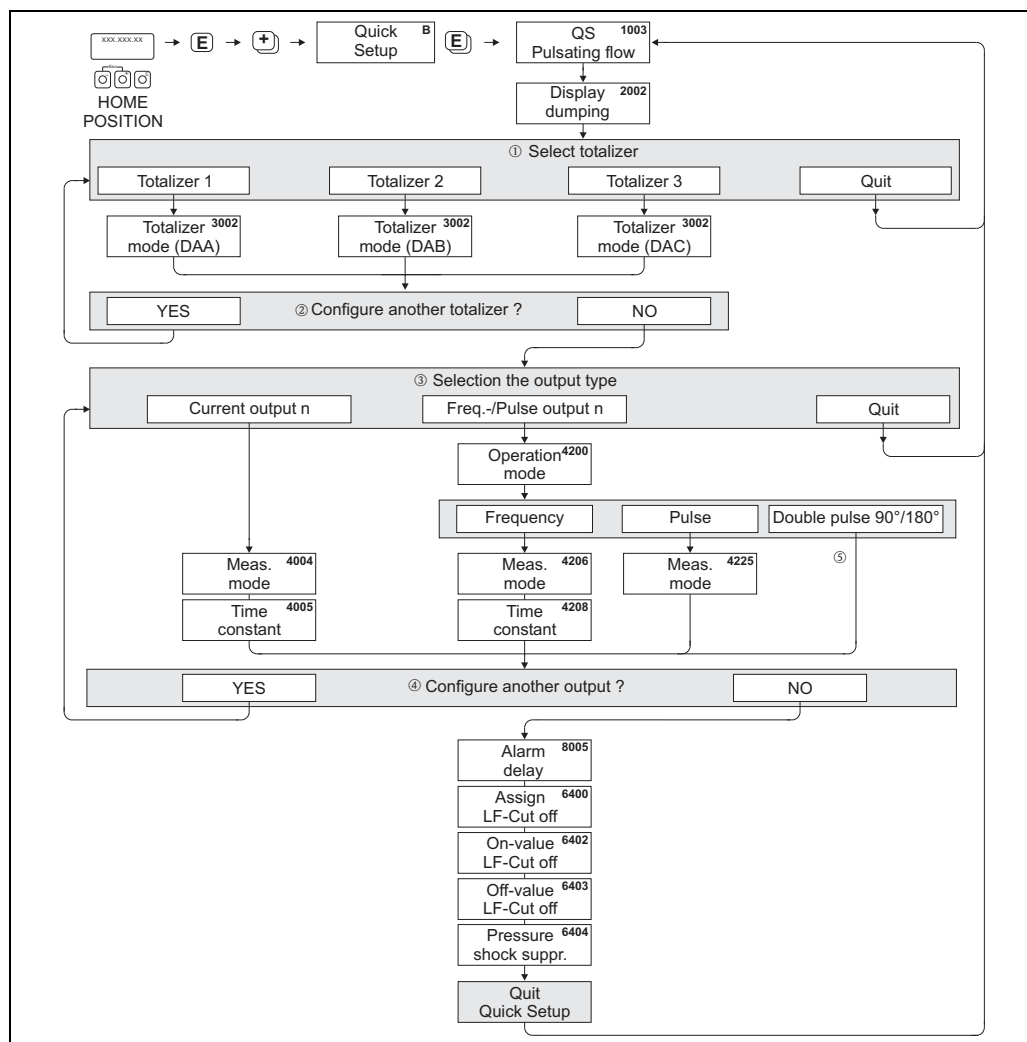 xxx.xxx.xx
E
+
Quick Setup B
E
QS Pulsating flow 1003
Esc
E
- +
HOME
POSITION
Display dumping 2002
① Select totalizer
Totalizer 1
Totalizer 2
Totalizer 3
Quit
Totalizer mode (DAA) 3002
Totalizer mode (DAB) 3002
Totalizer mode (DAC) 3002
② Configure another totalizer ?
YES
NO
③ Selection the output type
Current output n
Freq.-/Pulse output n
Quit
Operation mode 4200
Frequency
Pulse
Double pulse 90°/180°
⑤
Meas. mode 4004
Meas. mode 4206
Meas. mode 4225
Time constant 4005
Time constant 4208
④ Configure another output ?
YES
NO
Alarm delay 8005
Assign LF-Cut off 6400
On-value LF-Cut off 6402
Off-value LF-Cut off 6403
Pressure shock suppr. 6404
Quit
Quick Setup